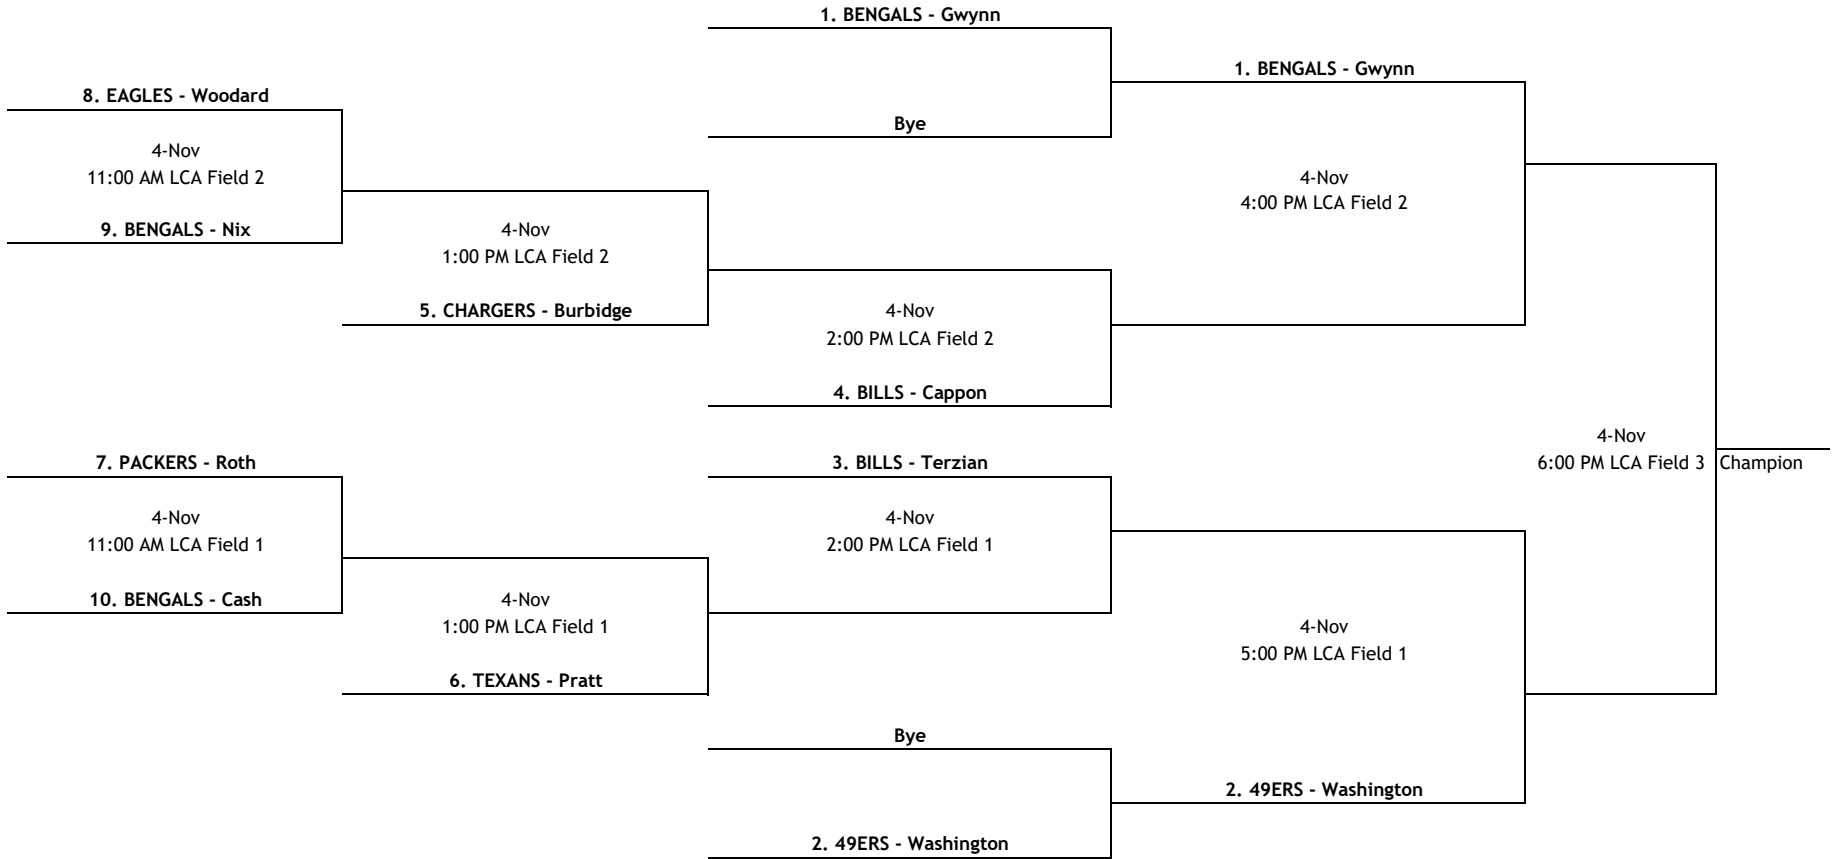 1. BENGALS - Gwynn
1. BENGALS - Gwynn
8. EAGLES - Woodard
Bye
4-Nov
11:00 AM LCA Field 2
4-Nov
4:00 PM LCA Field 2
9. BENGALS - Nix
4-Nov
1:00 PM LCA Field 2
5. CHARGERS - Burbidge
4-Nov
2:00 PM LCA Field 2
4. BILLS - Cappon
4-Nov
6:00 PM LCA Field 3
Champion
7. PACKERS - Roth
3. BILLS - Terzian
4-Nov
11:00 AM LCA Field 1
4-Nov
2:00 PM LCA Field 1
10. BENGALS - Cash
4-Nov
1:00 PM LCA Field 1
4-Nov
5:00 PM LCA Field 1
6. TEXANS - Pratt
Bye
2. 49ERS - Washington
2. 49ERS - Washington